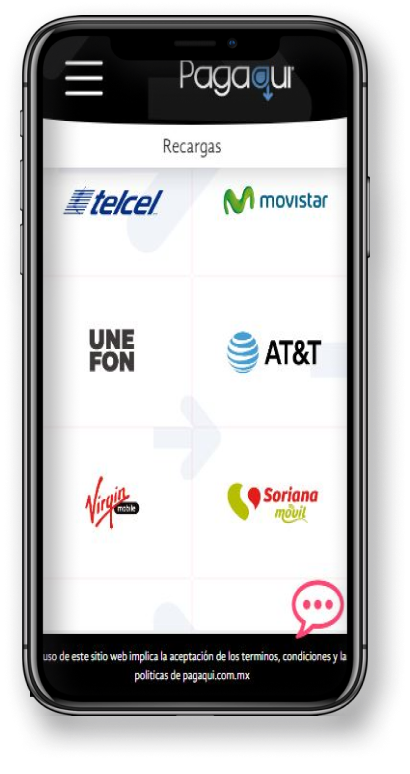 Pagaquí
Recargas
telcel
movistar
UNE
FON
AT&T
Virgin
mobile
Soriana
móvil
uso de este sitio web implica la aceptación de los terminos, condiciones y la
politicas de pagaqui.com.mx